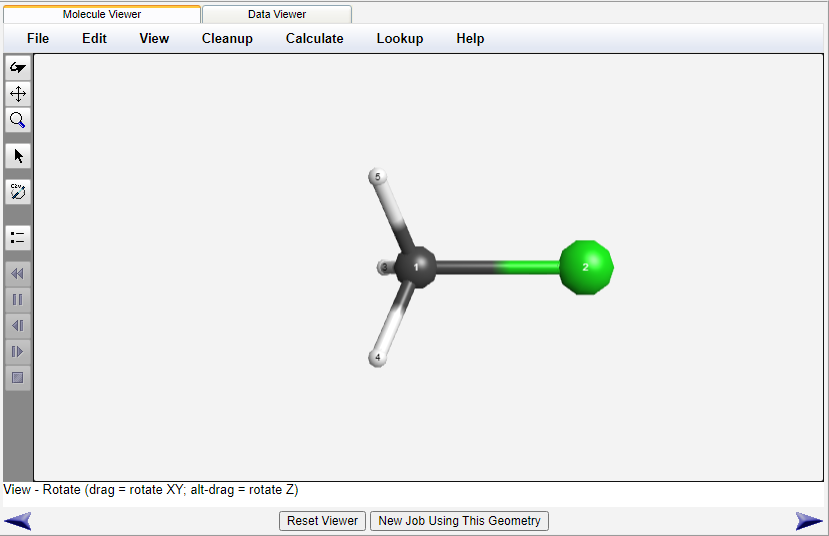 Molecule Viewer Data Viewer
File Edit View Cleanup Calculate Lookup Help
5
3 1 2
4
View - Rotate (drag = rotate XY; alt-drag = rotate Z)
Reset Viewer New Job Using This Geometry